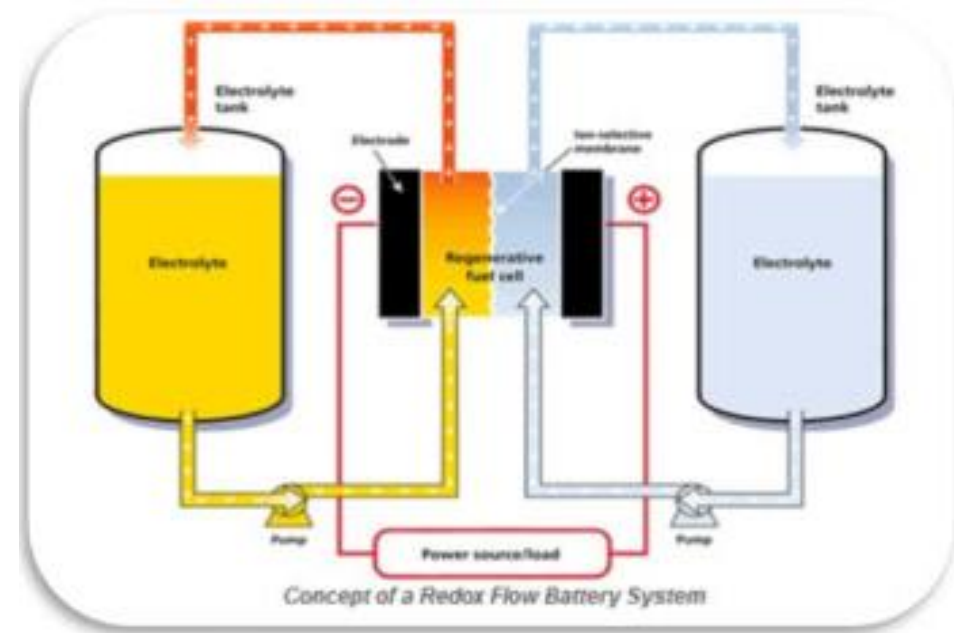 Electrolyte
tank
Electrolyte
tank
Electrode
Ion-selective
membrane
−
+
Electrolyte
Regenerative
fuel cell
Electrolyte
Pump
Pump
Power source/load
Concept of a Redox Flow Battery System